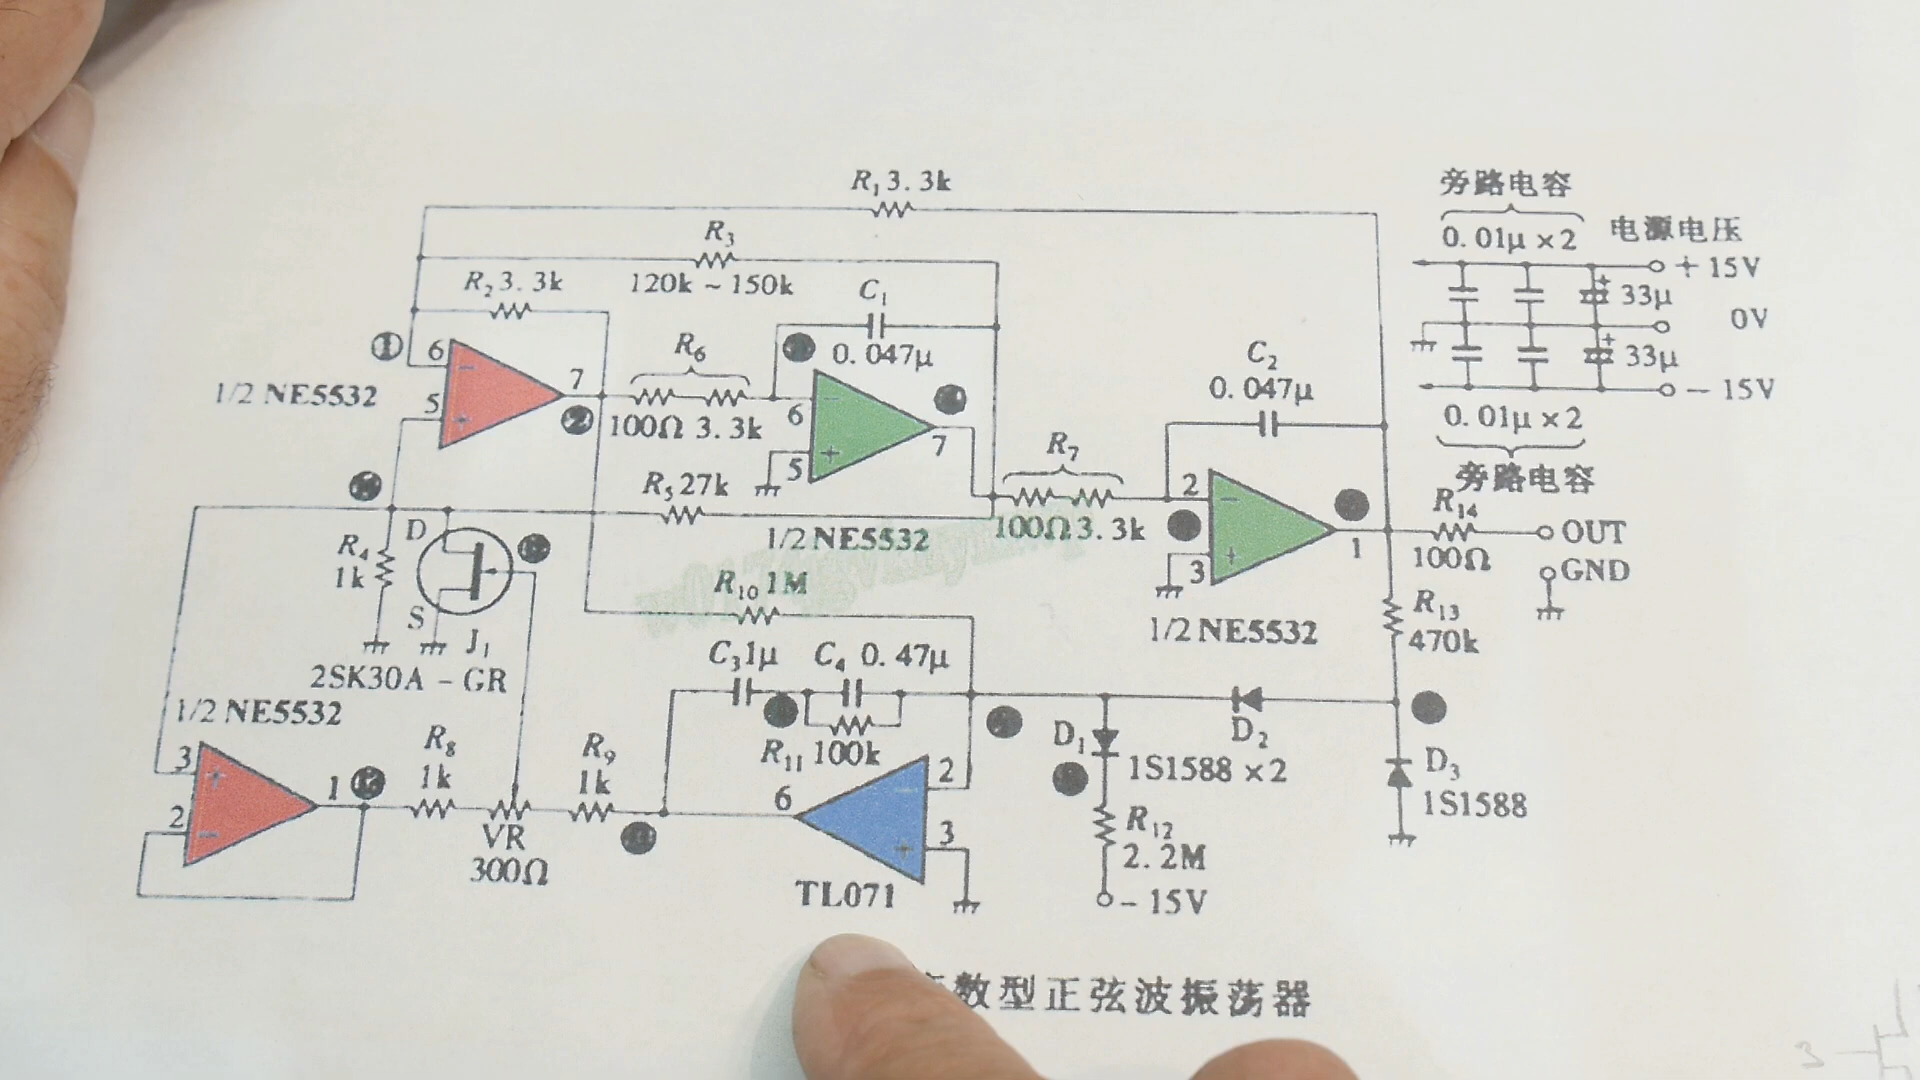 R₁ 3.3k
旁路电容
0.01μ×2
电源电压
+15V
33μ
0V
33μ
-15V
0.01μ×2
旁路电容
R₃
120k~150k
R₂ 3.3k
C₁
0.047μ
①
6
5
7
②
1/2 NE5532
R₆
100Ω 3.3k
6
5
7
1/2 NE5532
R₅ 27k
R₇
100Ω 3.3k
C₂
0.047μ
2
3
1
1/2 NE5532
R₁₄
100Ω
OUT
GND
R₁₃
470k
R₄
1k
D
S
J₁
2SK30A-GR
R₁₀ 1M
C₃ 1μ
C₄ 0.47μ
R₁₁ 100k
D₁
D₂
1S1588×2
D₃
1S1588
R₁₂
2.2M
-15V
1/2 NE5532
3
2
1
R₈
1k
VR
300Ω
R₉
1k
6
2
3
TL071
数型正弦波振荡器
3